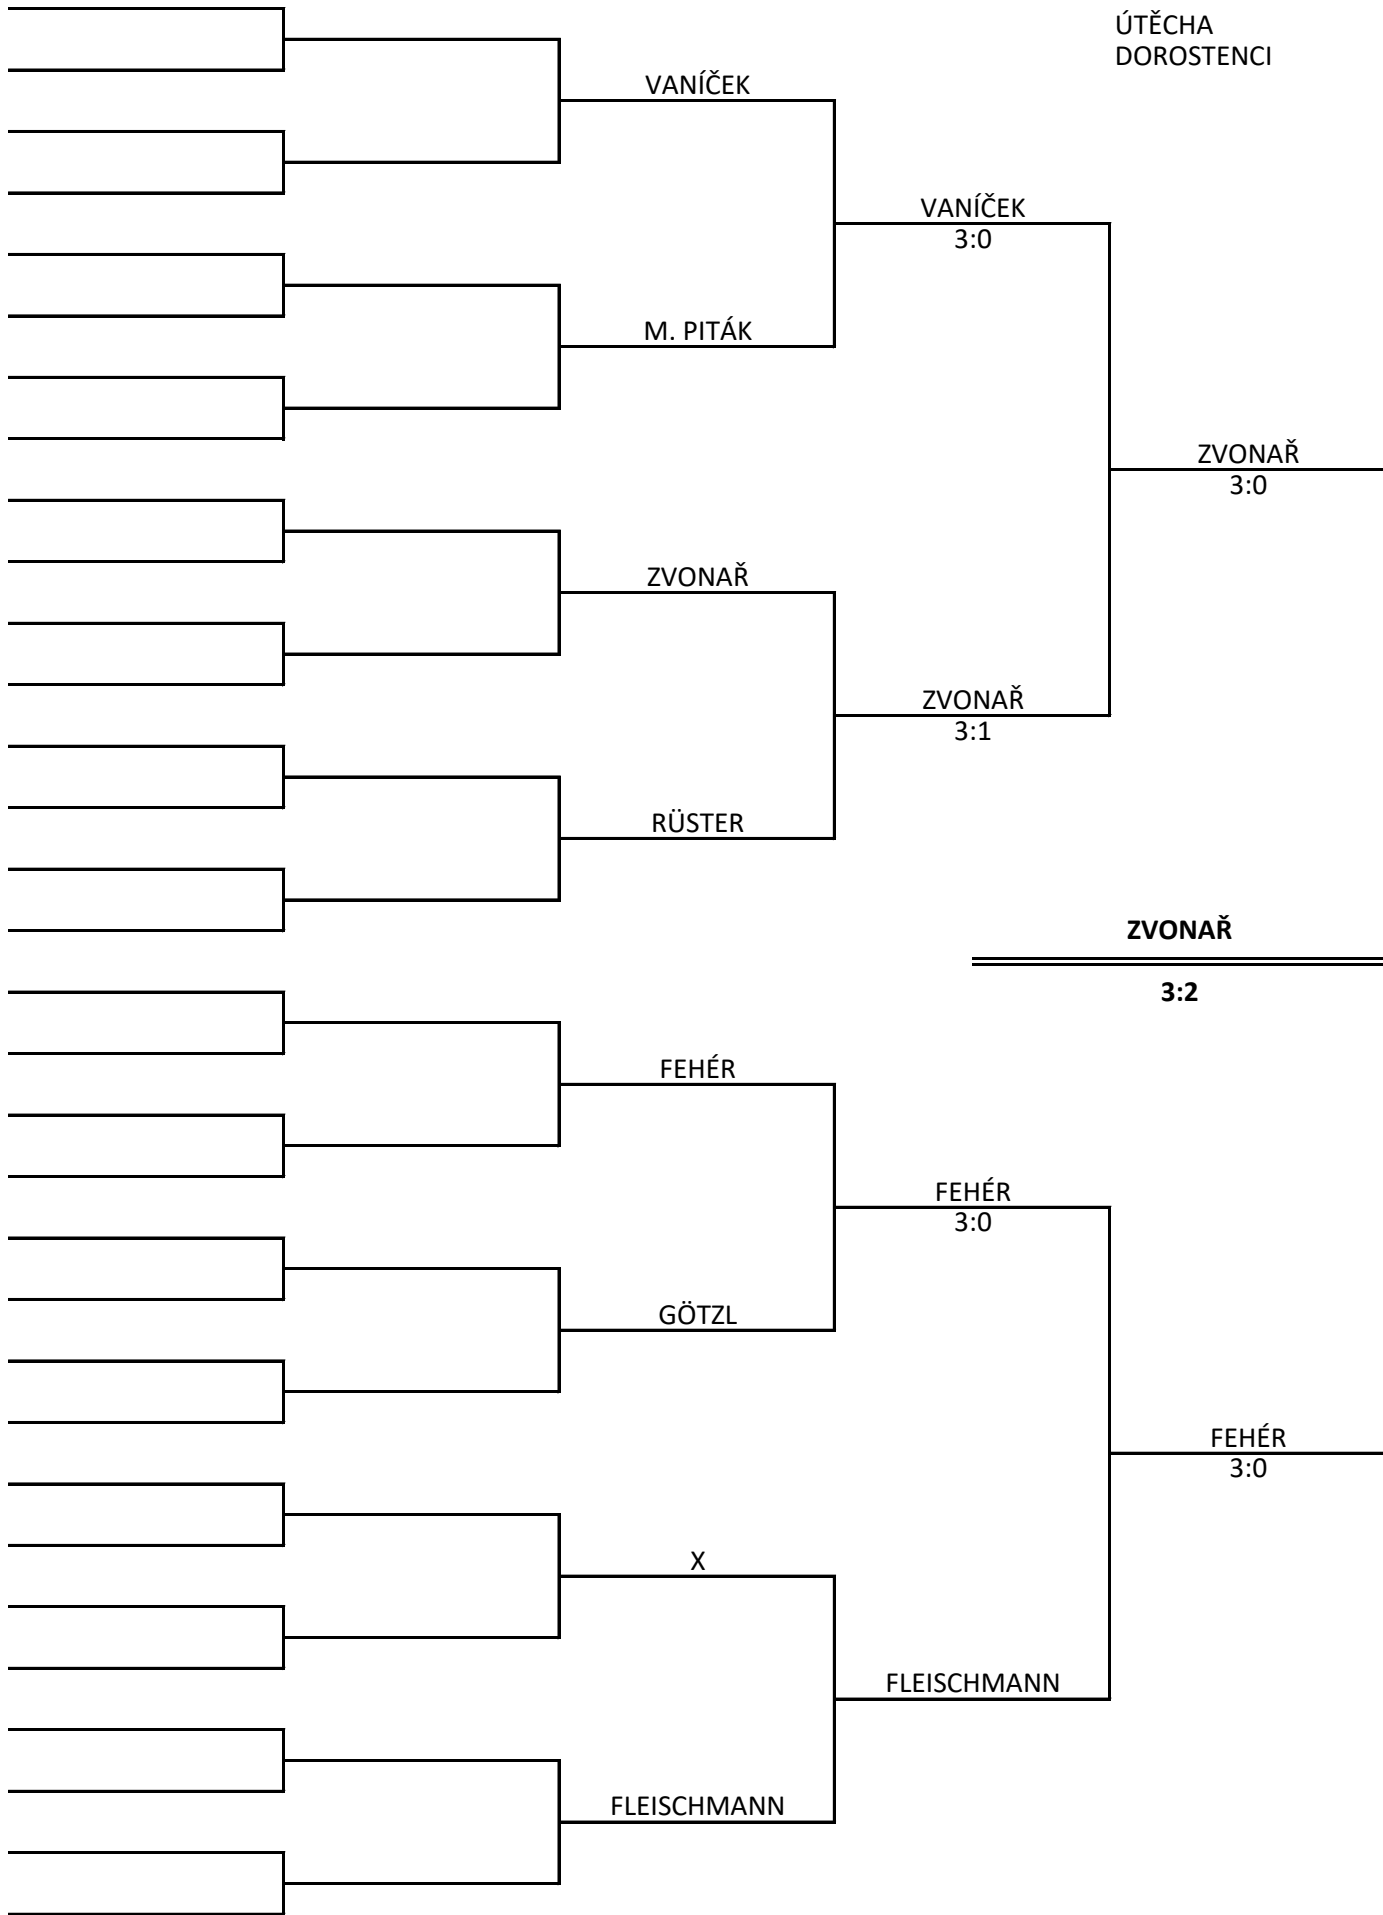 ÚTĚCHA
DOROSTENCI
VANÍČEK
VANÍČEK
3:0
M. PITÁK
ZVONAŘ
3:0
ZVONAŘ
ZVONAŘ
3:1
RÜSTER
ZVONAŘ
3:2
FEHÉR
FEHÉR
3:0
GÖTZL
FEHÉR
3:0
X
FLEISCHMANN
FLEISCHMANN